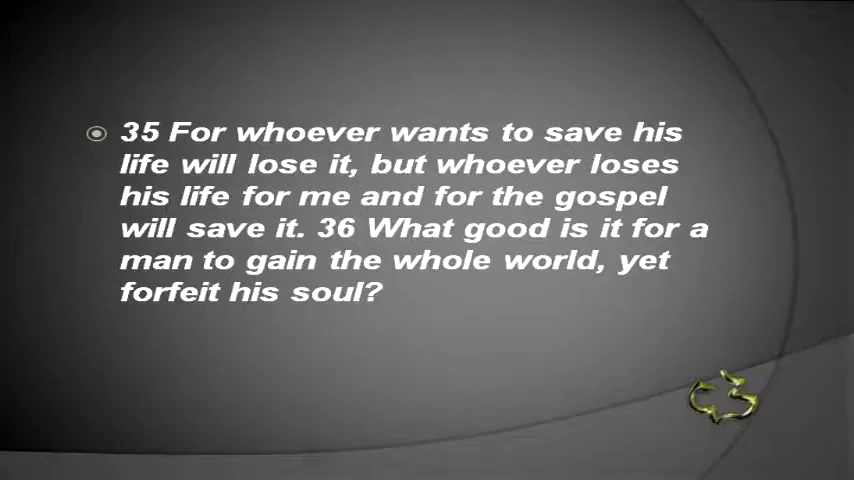 35 For whoever wants to save his
life will lose it, but whoever loses
his life for me and for the gospel
will save it. 36 What good is it for a
man to gain the whole world, yet
forfeit his soul?